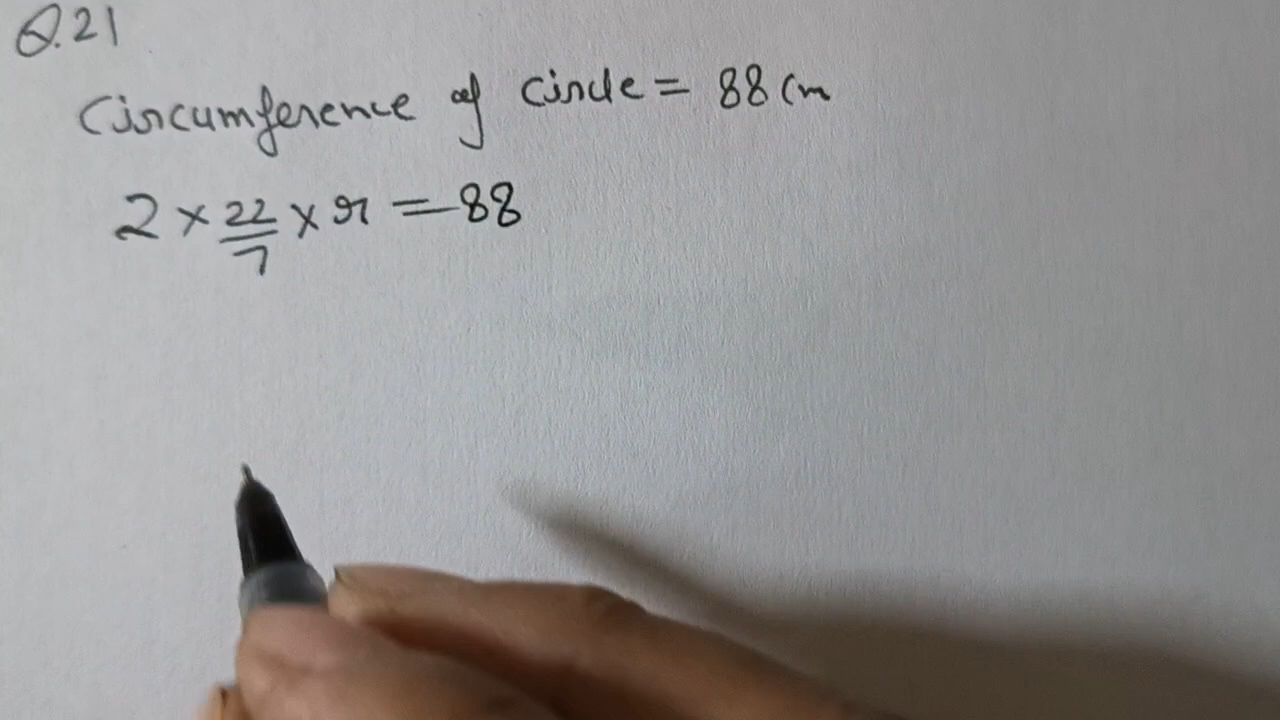 Q.21
Circumference of Circle = 88 Cm
2 × 22/7 × r = 88